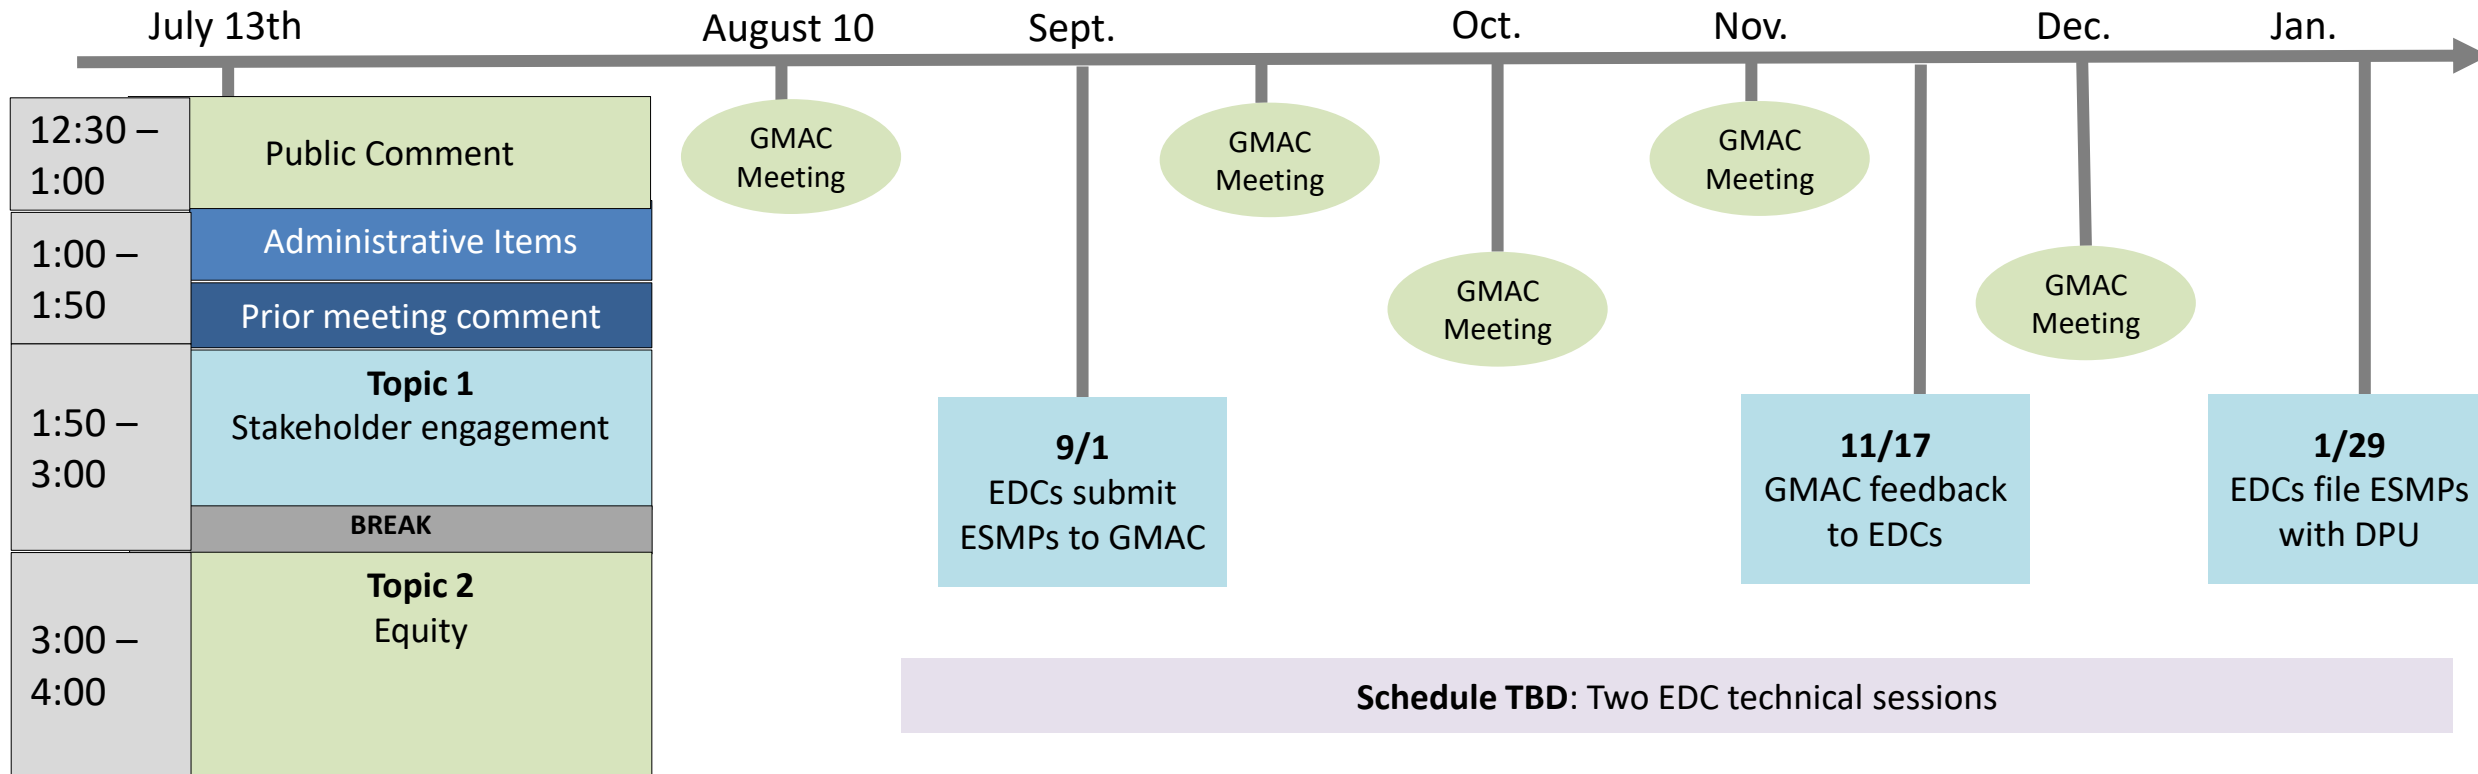 July 13th
August 10
Sept.
Oct.
Nov.
Dec.
Jan.
12:30 –
1:00
Public Comment
1:00 –
1:50
Administrative Items
Prior meeting comment
1:50 –
3:00
Topic 1
Stakeholder engagement
BREAK
3:00 –
4:00
Topic 2
Equity
GMAC
Meeting
9/1
EDCs submit
ESMPs to GMAC
GMAC
Meeting
GMAC
Meeting
GMAC
Meeting
11/17
GMAC feedback
to EDCs
GMAC
Meeting
1/29
EDCs file ESMPs
with DPU
Schedule TBD: Two EDC technical sessions